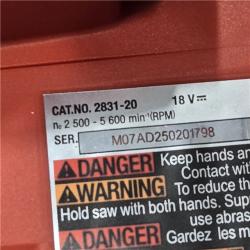 CAT.NO. 2831-20 18 V⎓
n₀ 2 500 - 5 600 min⁻¹(RPM)
SER. M07AD250201798
DANGER Keep hands an
WARNING Contact with
To reduce th
Hold saw with both hands.
use abras
DANGER Gardez les